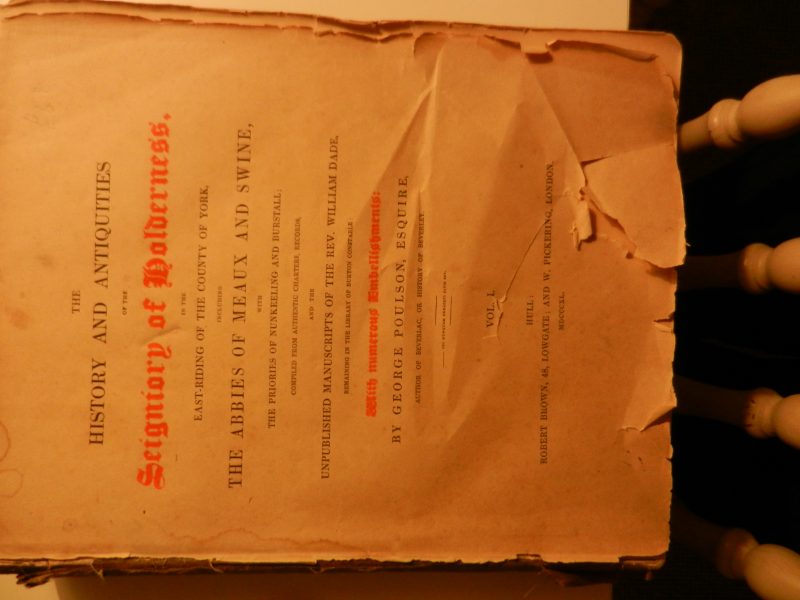 THE
HISTORY AND ANTIQUITIES
OF THE
Seigniory of Holderness,
IN THE
EAST-RIDING OF THE COUNTY OF YORK,
INCLUDING
THE ABBIES OF MEAUX AND SWINE,
WITH
THE PRIORIES OF NUNKEELING AND BURSTALL:
COMPILED FROM AUTHENTIC CHARTERS, RECORDS,
AND THE
UNPUBLISHED MANUSCRIPTS OF THE REV. WILLIAM DADE,
REMAINING IN THE LIBRARY OF BURTON CONSTABLE:
With numerous Embellishments:
BY GEORGE POULSON, ESQUIRE,
AUTHOR OF BEVERLAC, OR HISTORY OF BEVERLEY.
VOL. I.
HULL:
ROBERT BROWN, 48, LOWGATE; AND W. PICKERING, LONDON.
MDCCCXL.